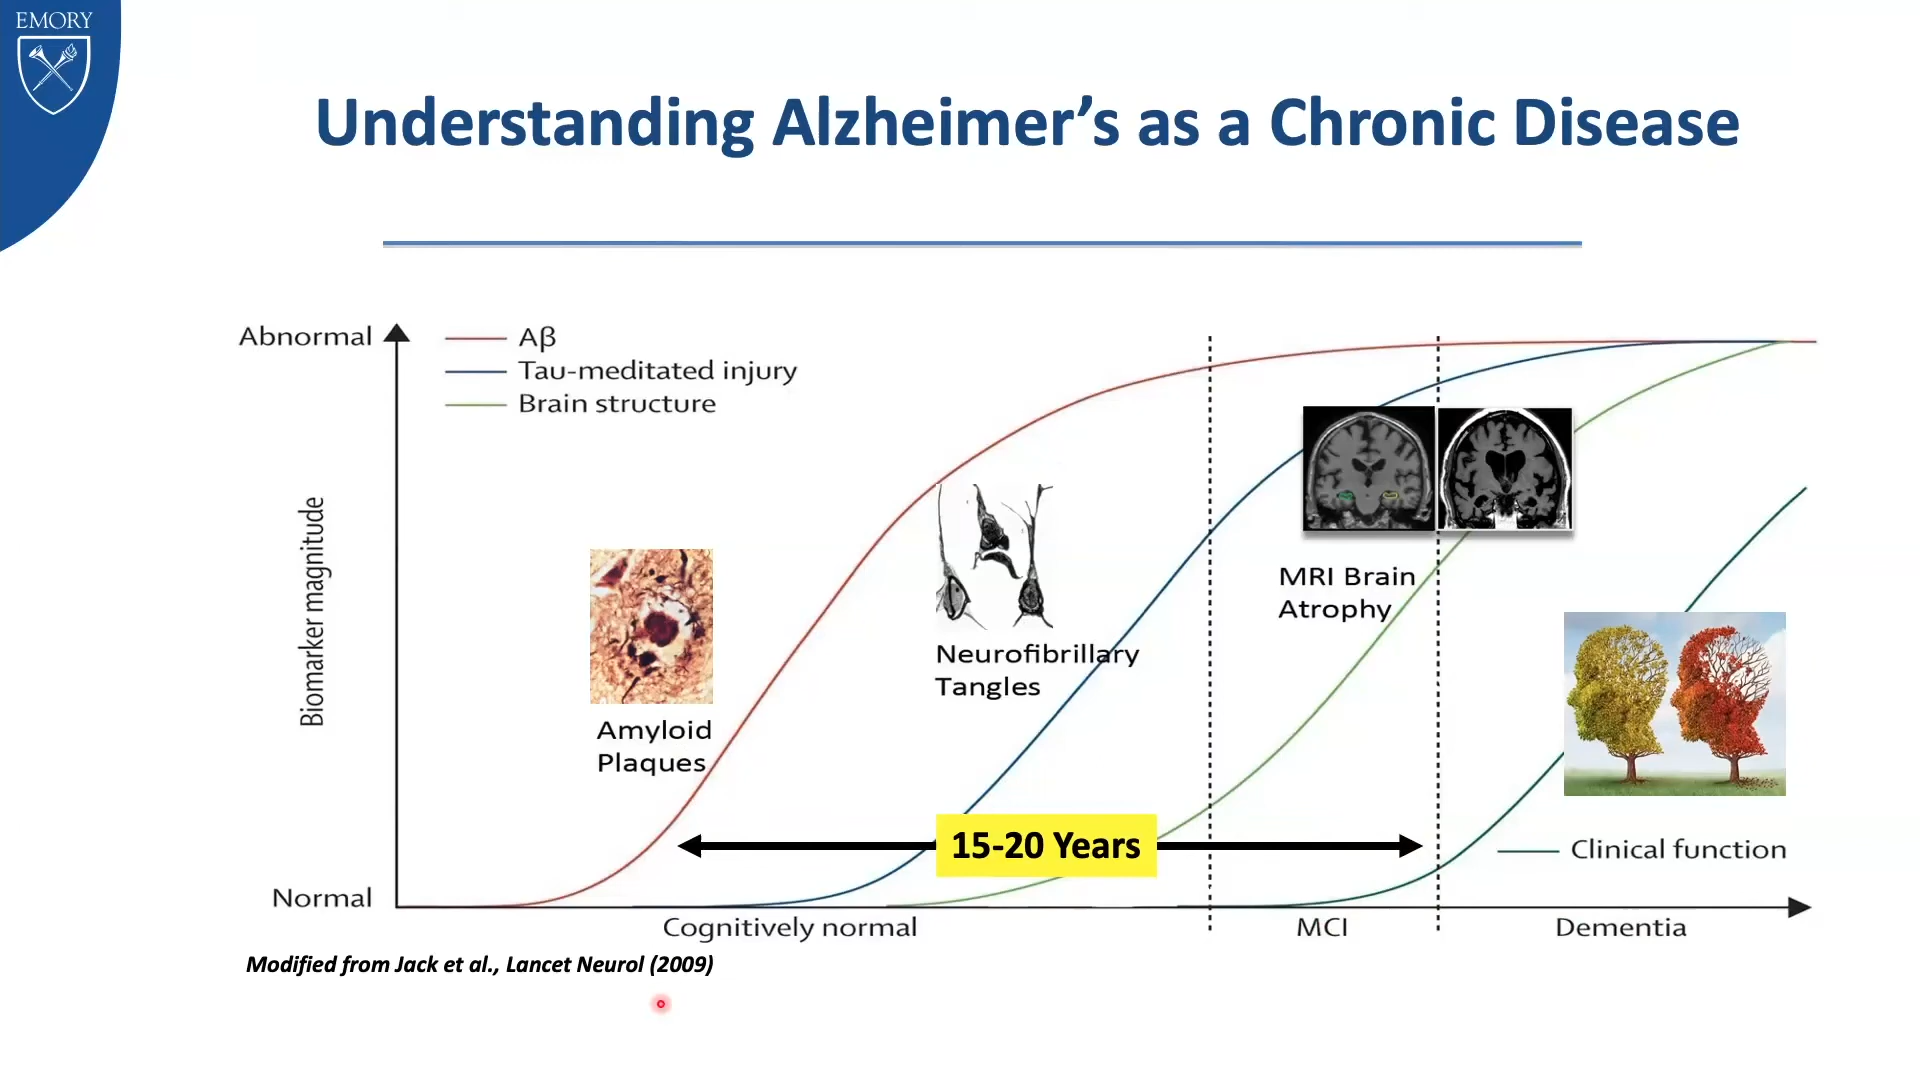 EMORY
Understanding Alzheimer's as a Chronic Disease
Abnormal
Aβ
Tau-meditated injury
Brain structure
Biomarker magnitude
MRI Brain
Atrophy
Neurofibrillary
Tangles
Amyloid
Plaques
15-20 Years
Clinical function
Normal
Cognitively normal
MCI
Dementia
Modified from Jack et al., Lancet Neurol (2009)